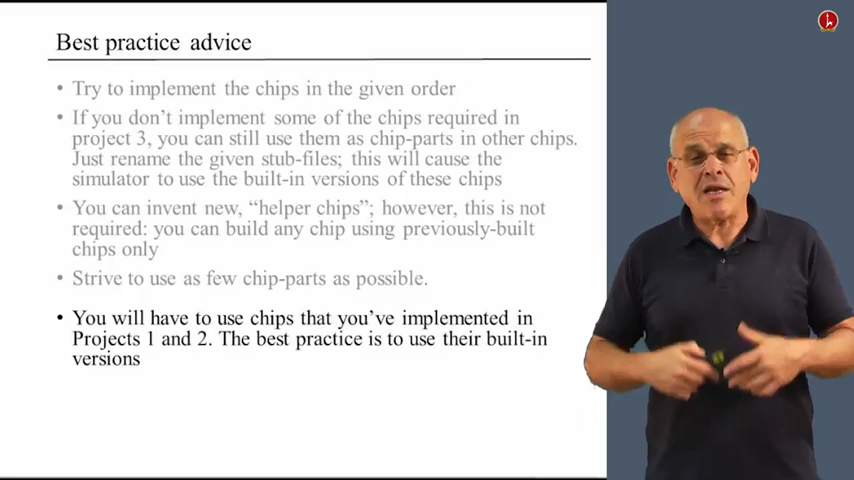 Best practice advice
• Try to implement the chips in the given order
• If you don't implement some of the chips required in
project 3, you can still use them as chip-parts in other chips.
Just rename the given stub-files; this will cause the
simulator to use the built-in versions of these chips
• You can invent new, “helper chips”; however, this is not
required: you can build any chip using previously-built
chips only
• Strive to use as few chip-parts as possible.
• You will have to use chips that you've implemented in
Projects 1 and 2. The best practice is to use their built-in
versions